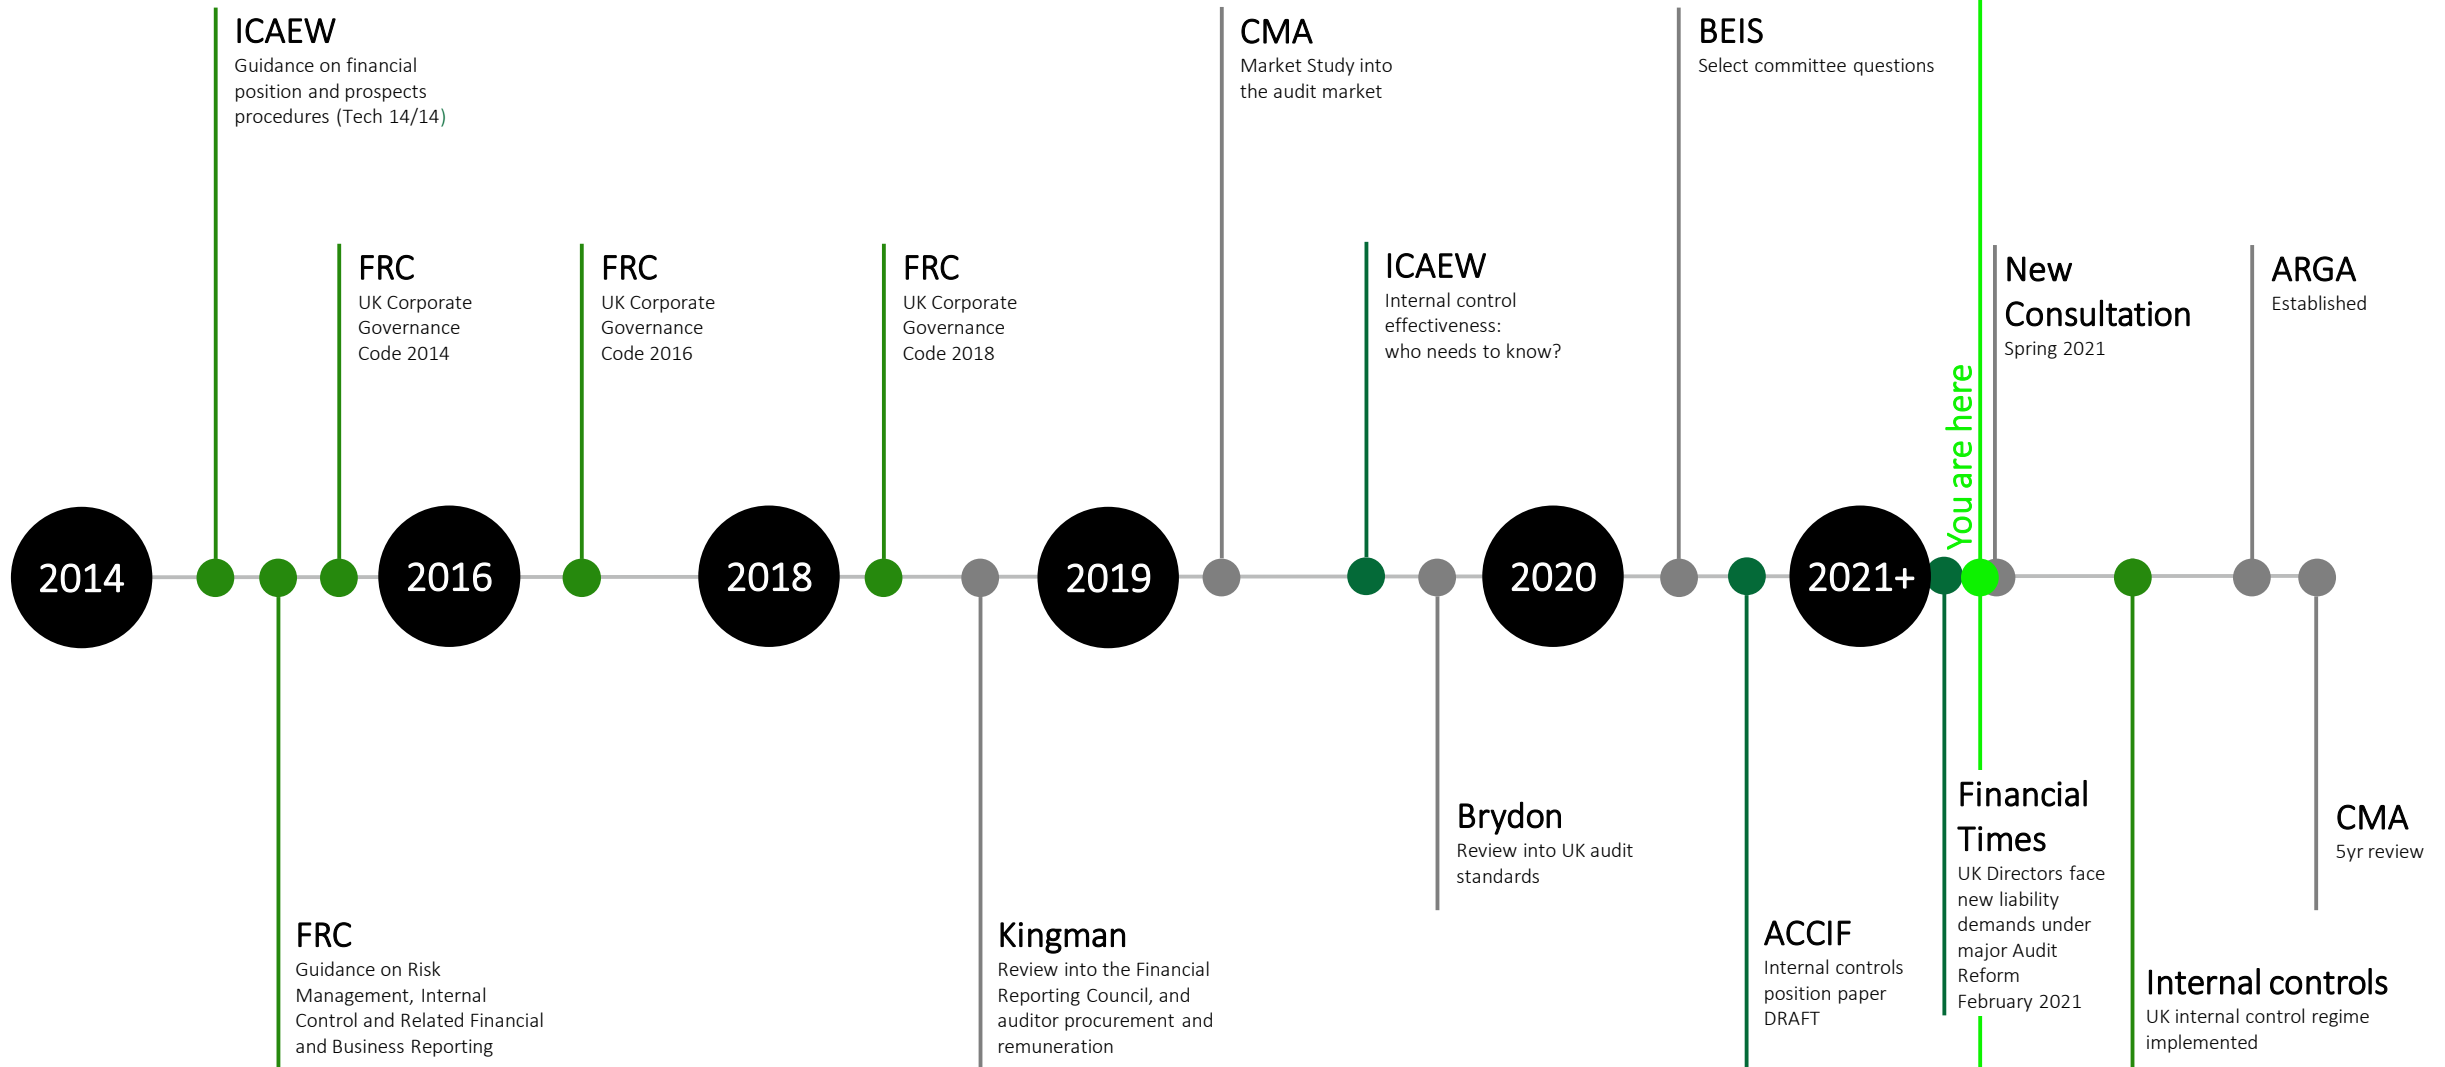 ICAEW
Guidance on financial
position and prospects
procedures (Tech 14/14)
CMA
Market Study into
the audit market
BEIS
Select committee questions
FRC
UK Corporate
Governance
Code 2014
FRC
UK Corporate
Governance
Code 2016
FRC
UK Corporate
Governance
Code 2018
ICAEW
Internal control
effectiveness:
who needs to know?
New
Consultation
Spring 2021
ARGA
Established
You are here
2014
2016
2018
2019
2020
2021+
FRC
Guidance on Risk
Management, Internal
Control and Related Financial
and Business Reporting
Kingman
Review into the Financial
Reporting Council, and
auditor procurement and
remuneration
Brydon
Review into UK audit
standards
ACCIF
Internal controls
position paper
DRAFT
Financial
Times
UK Directors face
new liability
demands under
major Audit
Reform
February 2021
Internal controls
UK internal control regime
implemented
CMA
5yr review